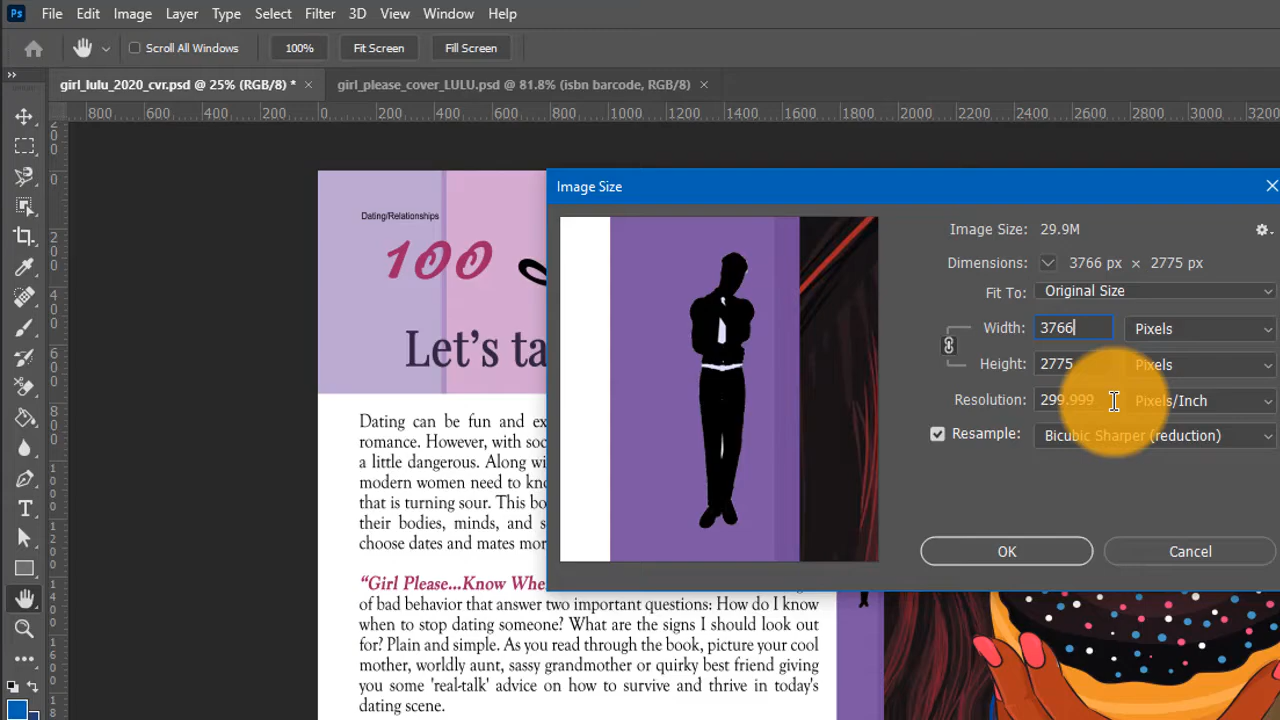 Ps File Edit Image Layer Type Select Filter 3D View Window Help
Scroll All Windows 100% Fit Screen Fill Screen
girl_lulu_2020_cvr.psd @ 25% (RGB/8) * × girl_please_cover_LULU.psd @ 81.8% (isbn barcode, RGB/8) ×
800 600 400 200 0 200 400 600 800 1000 1200 1400 1600 1800 2000 2200 2400 2600 2800 3000 3200
Dating/Relationships
100
Let's ta
Dating can be fun and ex
romance. However, with soc
a little dangerous. Along wi
modern women need to kno
that is turning sour. This bo
their bodies, minds, and s
choose dates and mates mor
"Girl Please...Know Whe
of bad behavior that answer two important questions: How do I know
when to stop dating someone? What are the signs I should look out
for? Plain and simple. As you read through the book, picture your cool
mother, worldly aunt, sassy grandmother or quirky best friend giving
you some 'real-talk' advice on how to survive and thrive in today's
dating scene.
Image Size
Image Size: 29.9M
Dimensions: 3766 px × 2775 px
Fit To: Original Size
Width: 3766 Pixels
Height: 2775 Pixels
Resolution: 299.999 Pixels/Inch
Resample: Bicubic Sharper (reduction)
OK Cancel